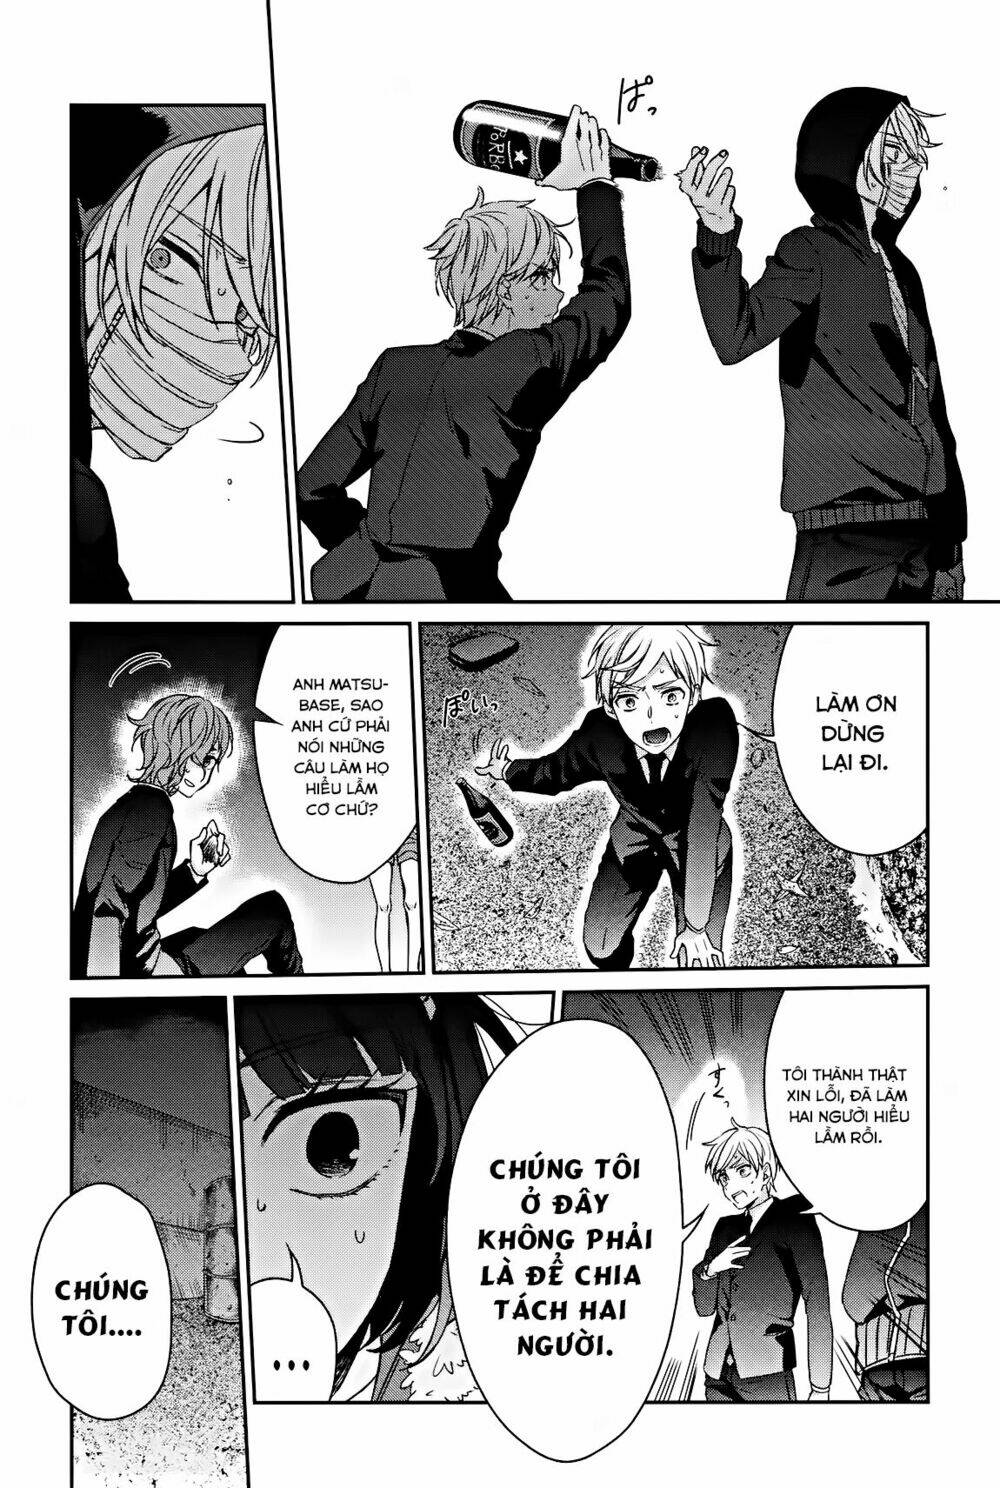 ぱっ
PORBC
LÀM ƠN
DỪNG
LẠI ĐI.
ぽいっ
ANH MATSU-
BASE, SAO
ANH CỨ PHẢI
NÓI NHỮNG
CÂU LÀM HỌ
HIỂU LẦM
CƠ CHỨ?
TÔI THÀNH THẬT
XIN LỖI, ĐÃ LÀM
HAI NGƯỜI HIỂU
LẦM RỒI.
すくっ
CHÚNG TÔI
Ở ĐÂY
KHÔNG PHẢI
LÀ ĐỂ CHIA
TÁCH HAI
NGƯỜI.
...
CHÚNG
TÔI....